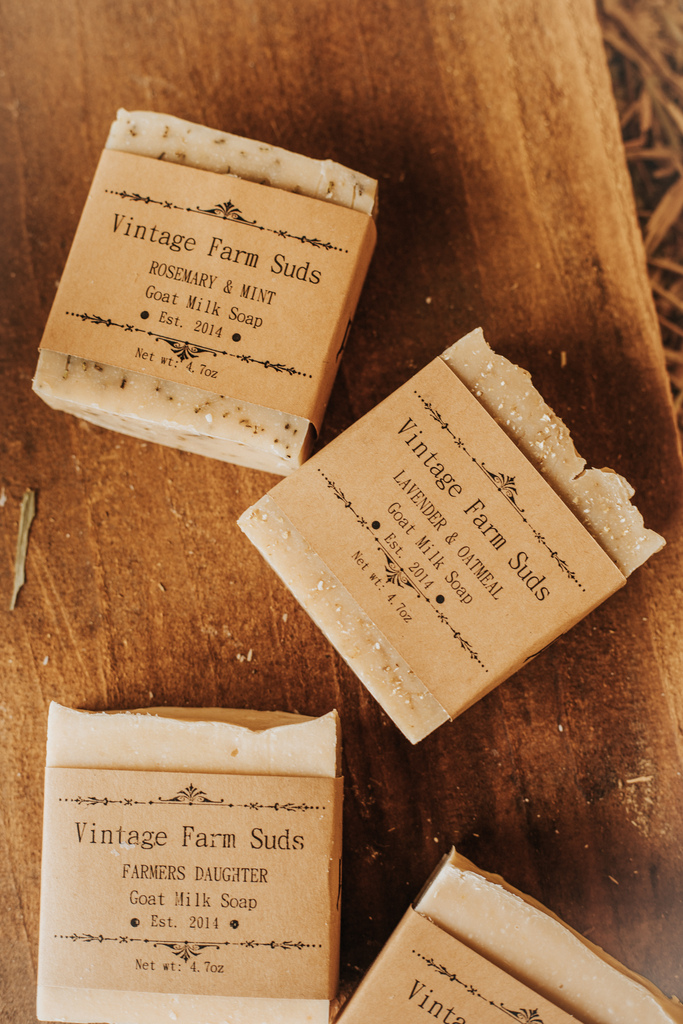 Vintage Farm Suds
ROSEMARY & MINT
Goat Milk Soap
Est. 2014
Net wt: 4.7oz
Vintage Farm Suds
LAVENDER & OATMEAL
Goat Milk Soap
Est. 2014
Net wt: 4.7oz
Vintage Farm Suds
FARMERS DAUGHTER
Goat Milk Soap
Est. 2014
Net wt: 4.7oz